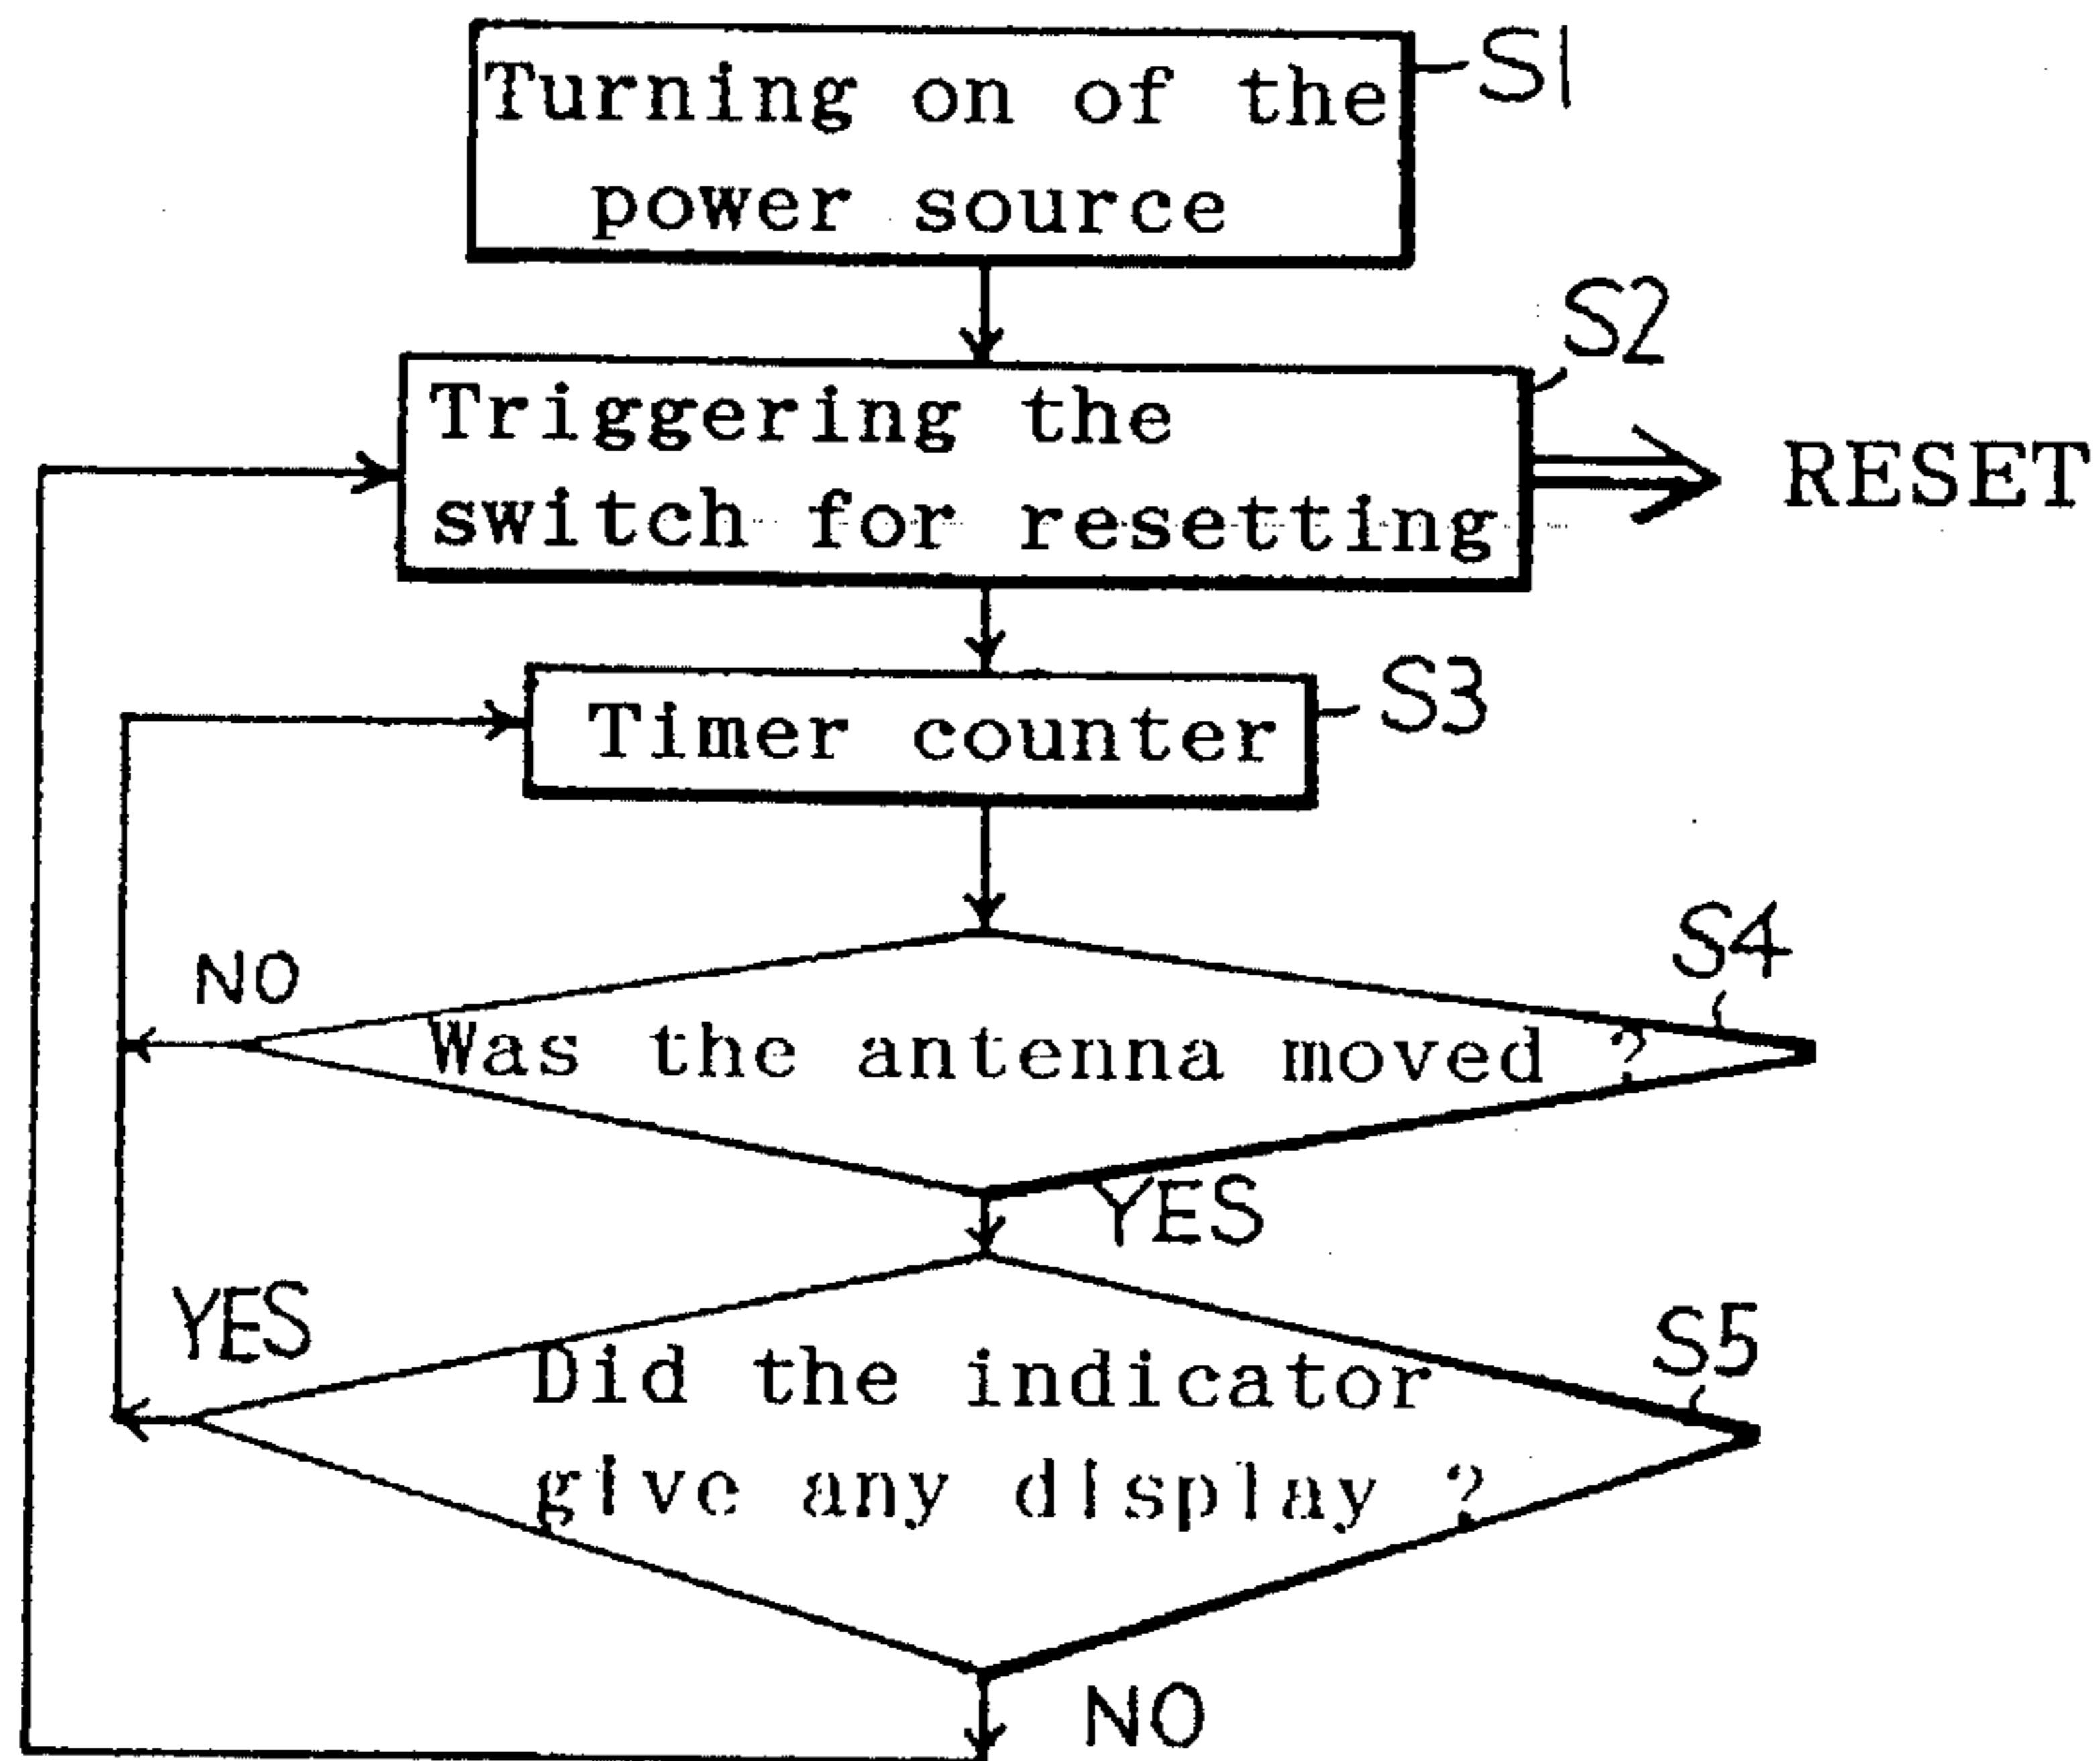 Turning on of the
power source
S1
Triggering the
switch for resetting
S2
RESET
Timer counter
S3
NO
Was the antenna moved ?
S4
YES
YES
Did the indicator
give any display ?
S5
NO